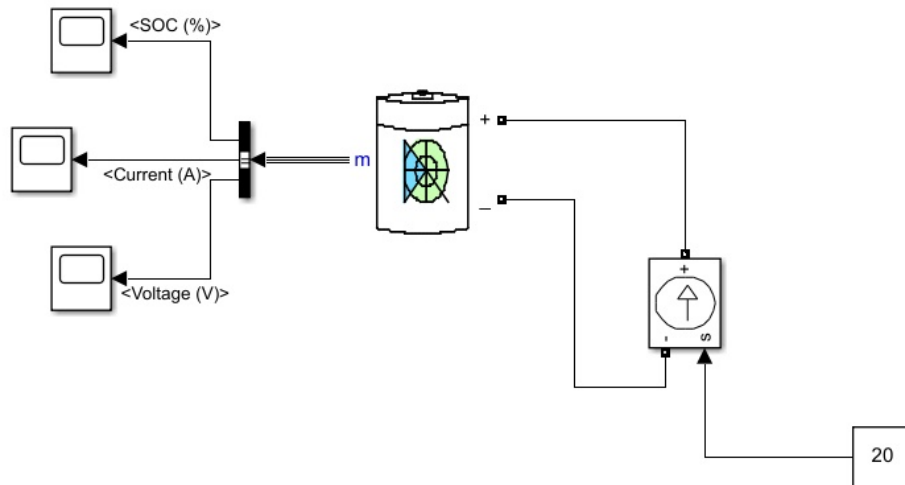 <SOC (%)>
<Current (A)>
<Voltage (V)>
m
+
_
+
-
s
20